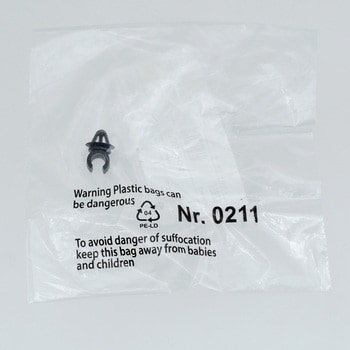 Warning Plastic bags can
be dangerous
04
PE-LD
Nr. 0211
To avoid danger of suffocation
keep this bag away from babies
and children